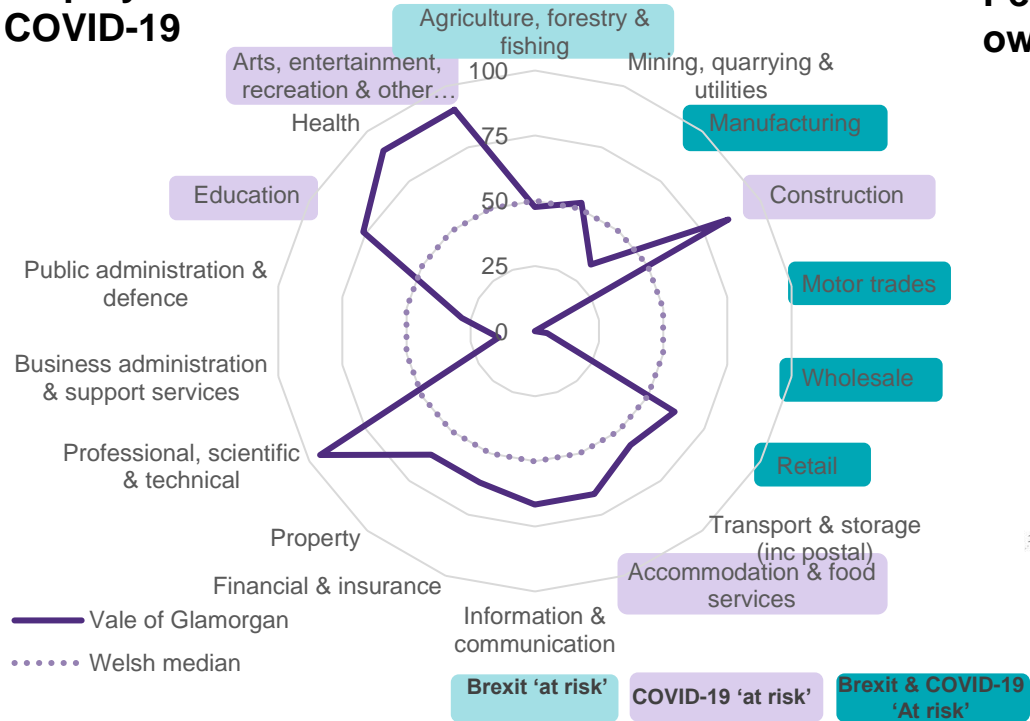 COVID-19
ow
Agriculture, forestry &
fishing
Arts, entertainment,
recreation & other…
Mining, quarrying &
utilities
Health
Manufacturing
Education
Construction
Public administration &
defence
Motor trades
Business administration
& support services
Wholesale
Professional, scientific
& technical
Retail
Property
Transport & storage
(inc postal)
Financial & insurance
Accommodation & food
services
Information &
communication
100
75
50
25
0
Vale of Glamorgan
Welsh median
Brexit ‘at risk’
COVID-19 ‘at risk’
Brexit & COVID-19
‘At risk’